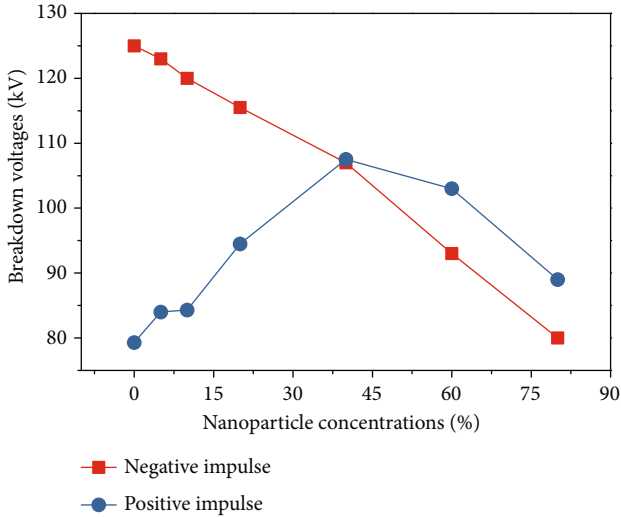 130
120
110
100
90
80
Breakdown voltages (kV)
0 15 30 45 60 75 90
Nanoparticle concentrations (%)
Negative impulse
Positive impulse